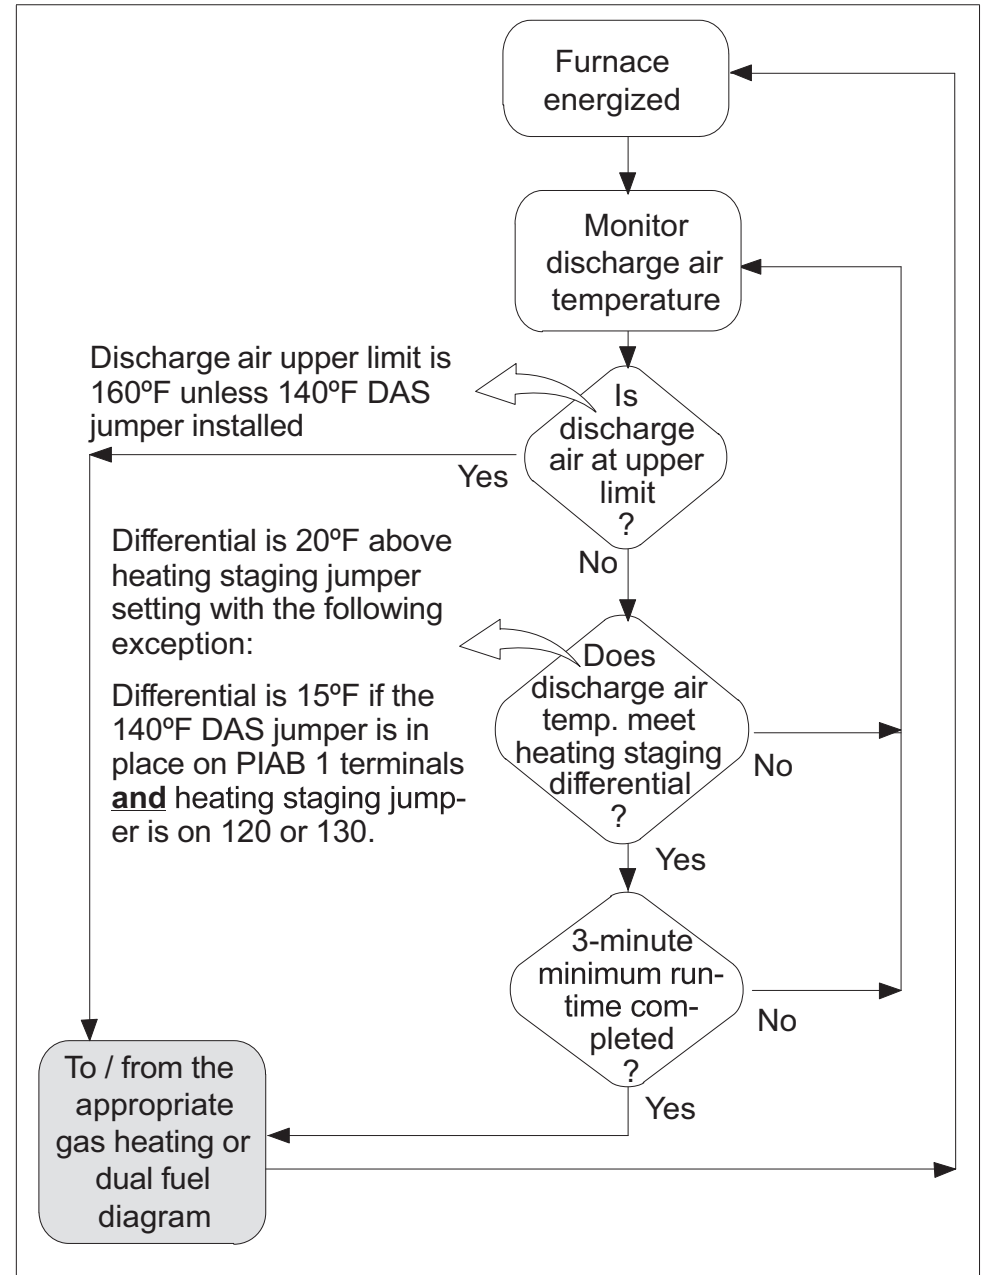 Furnace
energized
Monitor
discharge air
temperature
Discharge air upper limit is
160ºF unless 140ºF DAS
jumper installed
Is
discharge
air at upper
limit
?
Yes
No
Differential is 20ºF above
heating staging jumper
setting with the following
exception:
Differential is 15ºF if the
140ºF DAS jumper is in
place on PIAB 1 terminals
and heating staging jump-
er is on 120 or 130.
Does
discharge air
temp. meet
heating staging
differential
?
No
Yes
3-minute
minimum run-
time com-
pleted
?
No
Yes
To / from the
appropriate
gas heating or
dual fuel
diagram